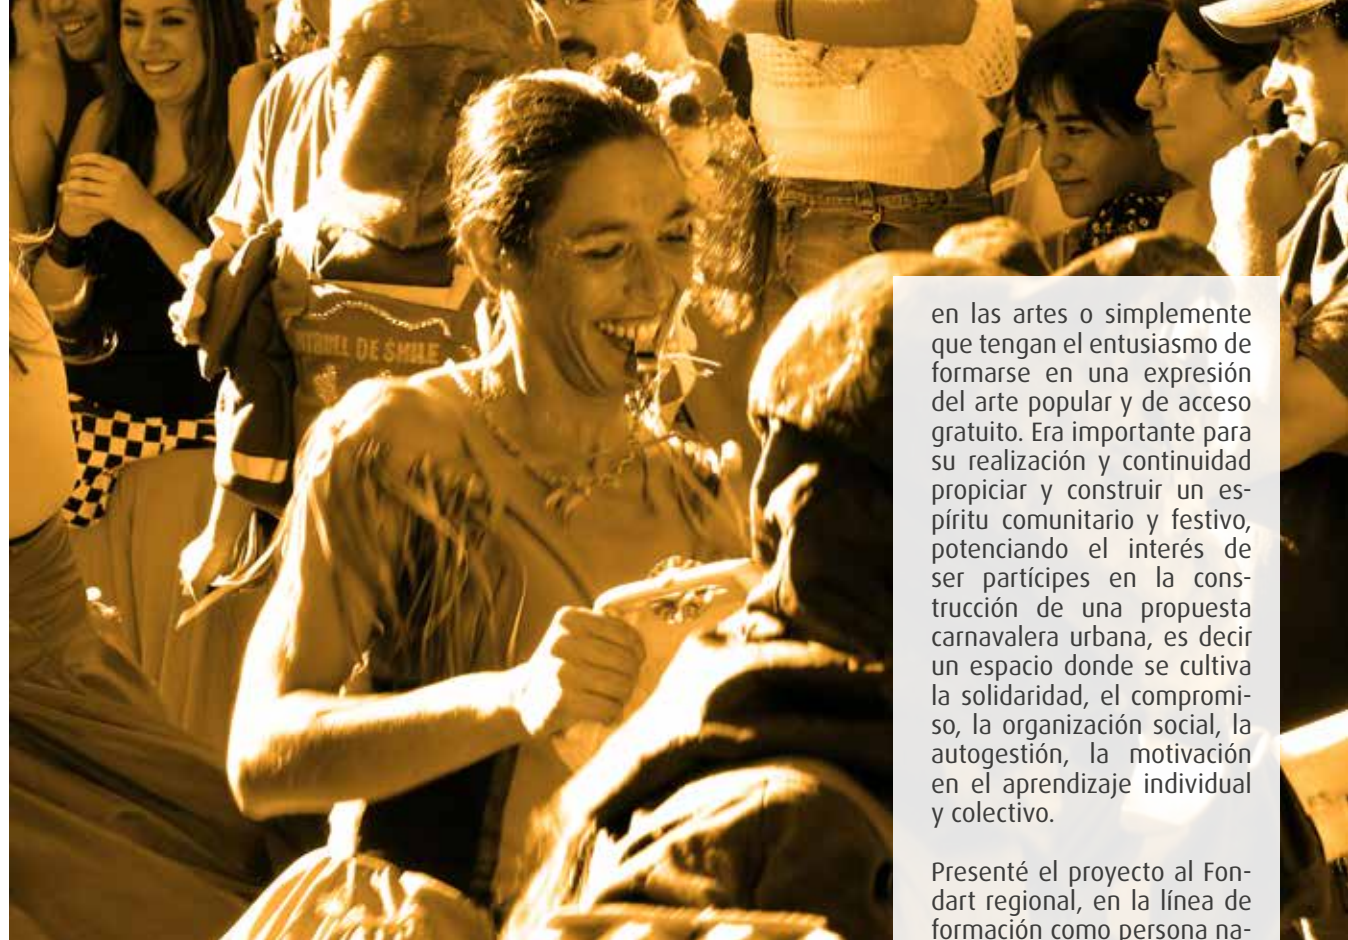 DE SMILE
en las artes o simplemente
que tengan el entusiasmo de
formarse en una expresión
del arte popular y de acceso
gratuito. Era importante para
su realización y continuidad
propiciar y construir un es-
píritu comunitario y festivo,
potenciando el interés de
ser partícipes en la cons-
trucción de una propuesta
carnavalera urbana, es decir
un espacio donde se cultiva
la solidaridad, el compromi-
so, la organización social, la
autogestión, la motivación
en el aprendizaje individual
y colectivo.
Presenté el proyecto al Fon-
dart regional, en la línea de
formación como persona na-